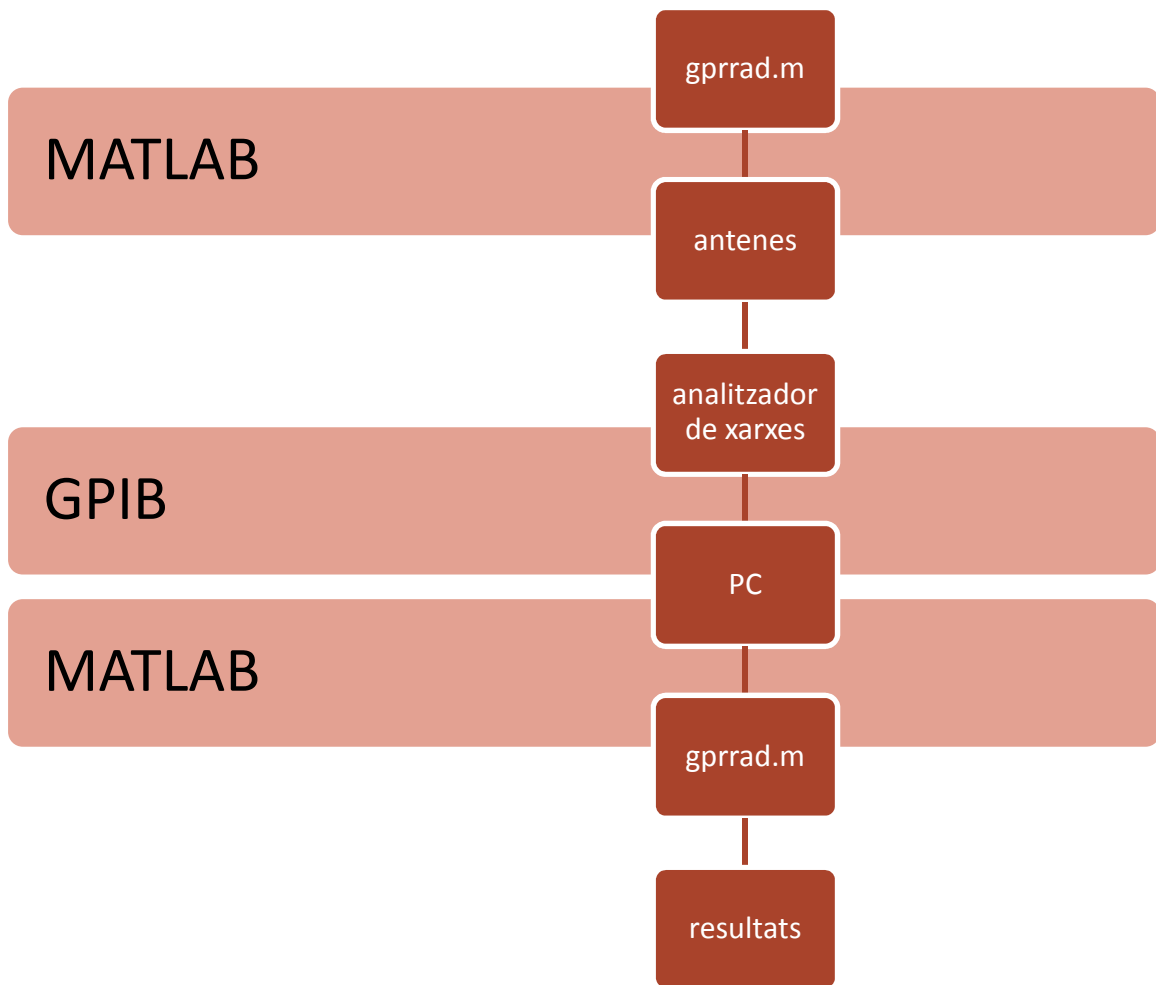 gprrad.m
MATLAB
antenes
analitzador
de xarxes
GPIB
PC
MATLAB
gprrad.m
resultats